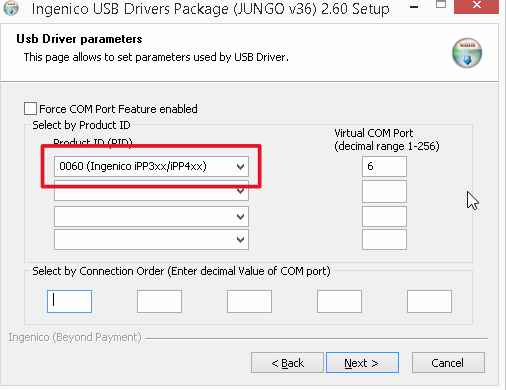 Ingenico USB Drivers Package (JUNGO v36) 2.60 Setup
Usb Driver parameters
This page allows to set parameters used by USB Driver.
Force COM Port Feature enabled
Select by Product ID
Product ID (PID)
Virtual COM Port
(decimal range 1-256)
0060 (Ingenico iPP3xx/iPP4xx)
6
Select by Connection Order (Enter decimal Value of COM port)
Ingenico (Beyond Payment)
< Back
Next >
Cancel